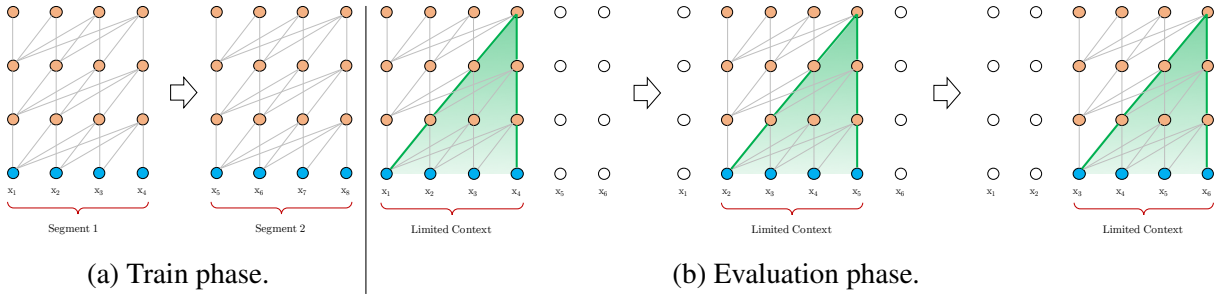 x₁ x₂ x₃ x₄ x₅ x₆ x₇ x₈ x₁ x₂ x₃ x₄ x₅ x₆ x₁ x₂ x₃ x₄ x₅ x₆ x₁ x₂ x₃ x₄ x₅ x₆
Segment 1 Segment 2 Limited Context Limited Context Limited Context
(a) Train phase. (b) Evaluation phase.